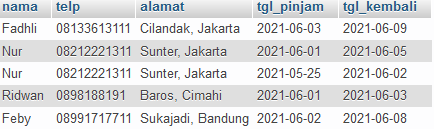 nama telp alamat tgl_pinjam tgl_kembali
Fadhli 08133613111 Cilandak, Jakarta 2021-06-03 2021-06-09
Nur 08212221311 Sunter, Jakarta 2021-06-01 2021-06-05
Nur 08212221311 Sunter, Jakarta 2021-05-25 2021-06-02
Ridwan 0898188191 Baros, Cimahi 2021-06-01 2021-06-03
Feby 08991717711 Sukajadi, Bandung 2021-06-02 2021-06-08